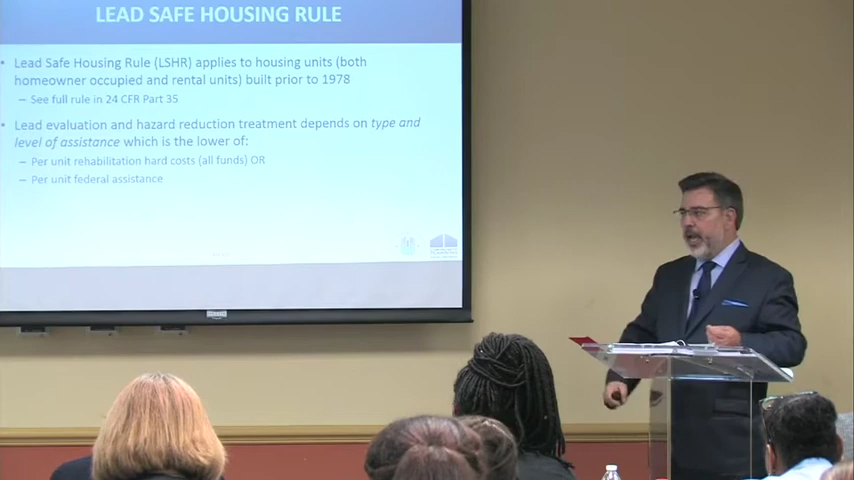 LEAD SAFE HOUSING RULE
• Lead Safe Housing Rule (LSHR) applies to housing units (both
homeowner occupied and rental units) built prior to 1978
– See full rule in 24 CFR Part 35
• Lead evaluation and hazard reduction treatment depends on type and
level of assistance which is the lower of:
– Per unit rehabilitation hard costs (all funds) OR
– Per unit federal assistance